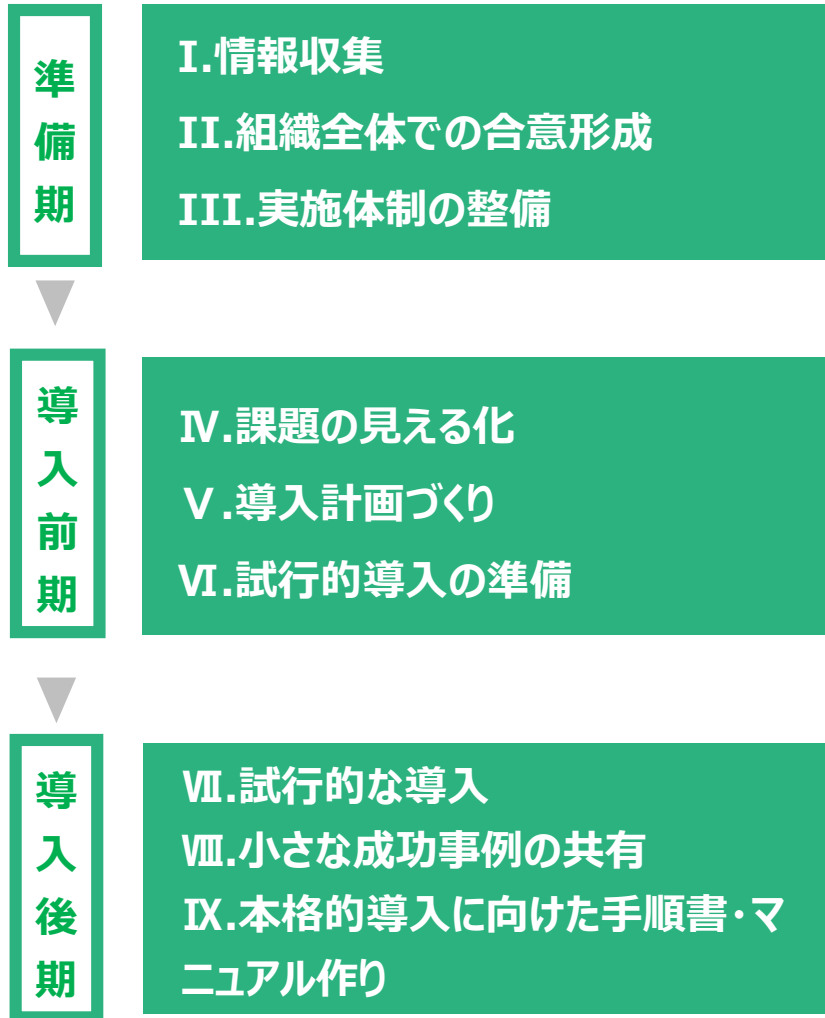 準備期
I.情報収集
II.組織全体での合意形成
III.実施体制の整備
導入前期
Ⅳ.課題の見える化
Ⅴ.導入計画づくり
Ⅵ.試行的導入の準備
導入後期
Ⅶ.試行的な導入
Ⅷ.小さな成功事例の共有
Ⅸ.本格的導入に向けた手順書・マ
ニュアル作り